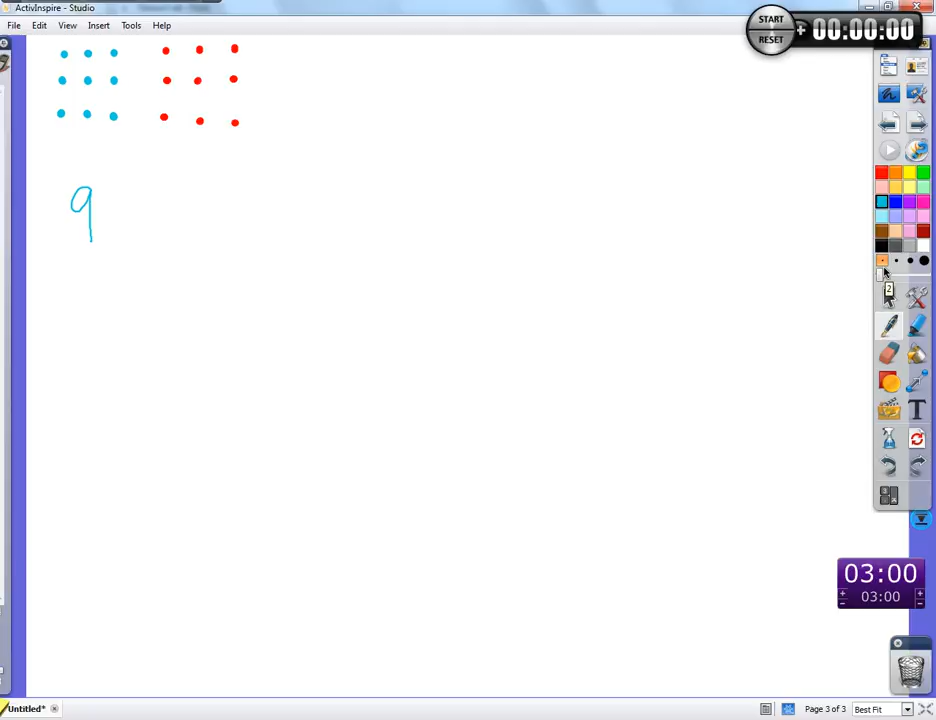 ActivInspire - Studio
File Edit View Insert Tools Help
START
RESET
+ 00:00:00
9
2
T
03:00
+ 03:00 +
- -
Untitled*
Page 3 of 3
Best Fit